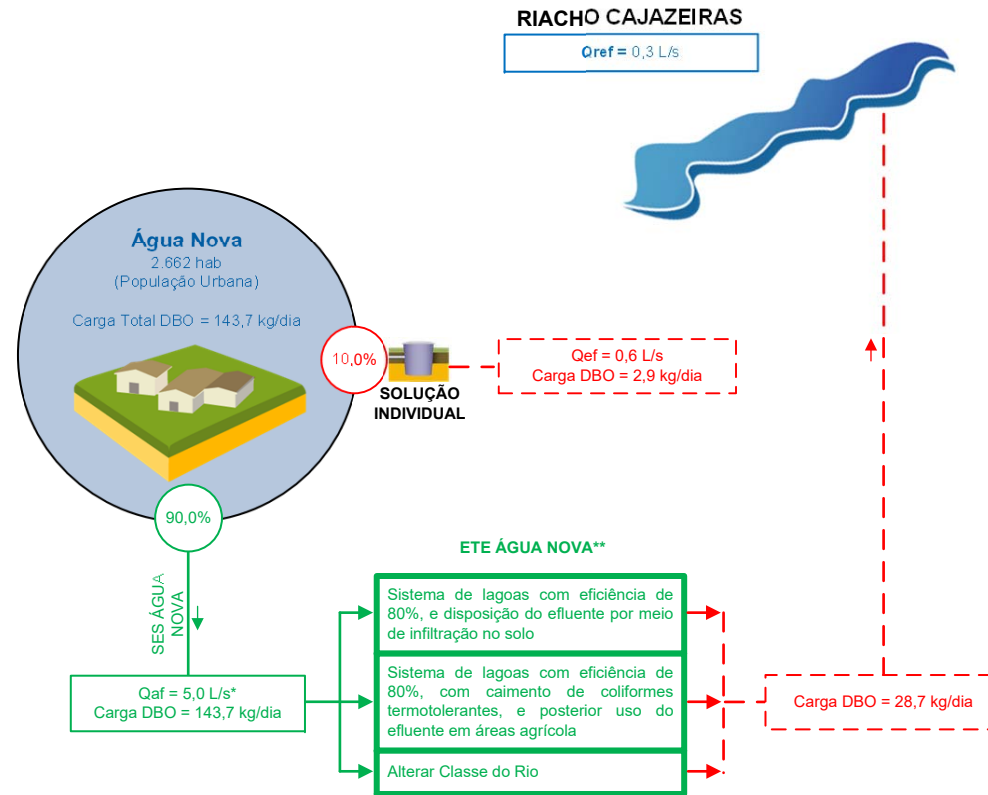 RIACHO CAJAZEIRAS
Qref = 0,3 L/s
Água Nova
2.662 hab
(População Urbana)
Carga Total DBO = 143,7 kg/dia
10,0%
SOLUÇÃO
INDIVIDUAL
Qef = 0,6 L/s
Carga DBO = 2,9 kg/dia
90,0%
SES ÁGUA
NOVA
ETE ÁGUA NOVA**
Sistema de lagoas com eficiência de
80%, e disposição do efluente por meio
de infiltração no solo
Qaf = 5,0 L/s*
Carga DBO = 143,7 kg/dia
Sistema de lagoas com eficiência de
80%, com caimento de coliformes
termotolerantes, e posterior uso do
efluente em áreas agrícola
Alterar Classe do Rio
Carga DBO = 28,7 kg/dia